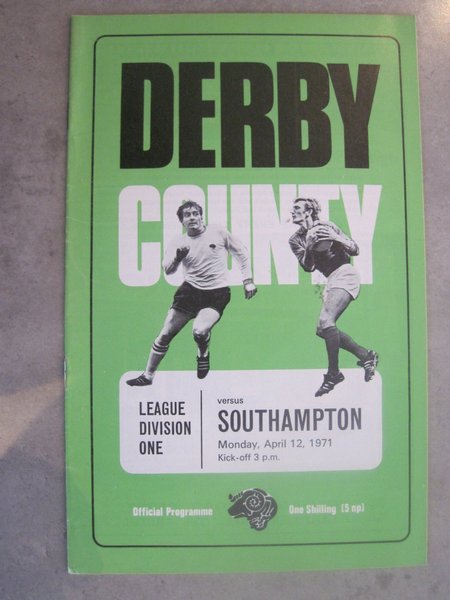 DERBY
COUNTY
LEAGUE
DIVISION
ONE
versus
SOUTHAMPTON
Monday, April 12, 1971
Kick-off 3 p.m.
Official Programme
One Shilling (5 np)